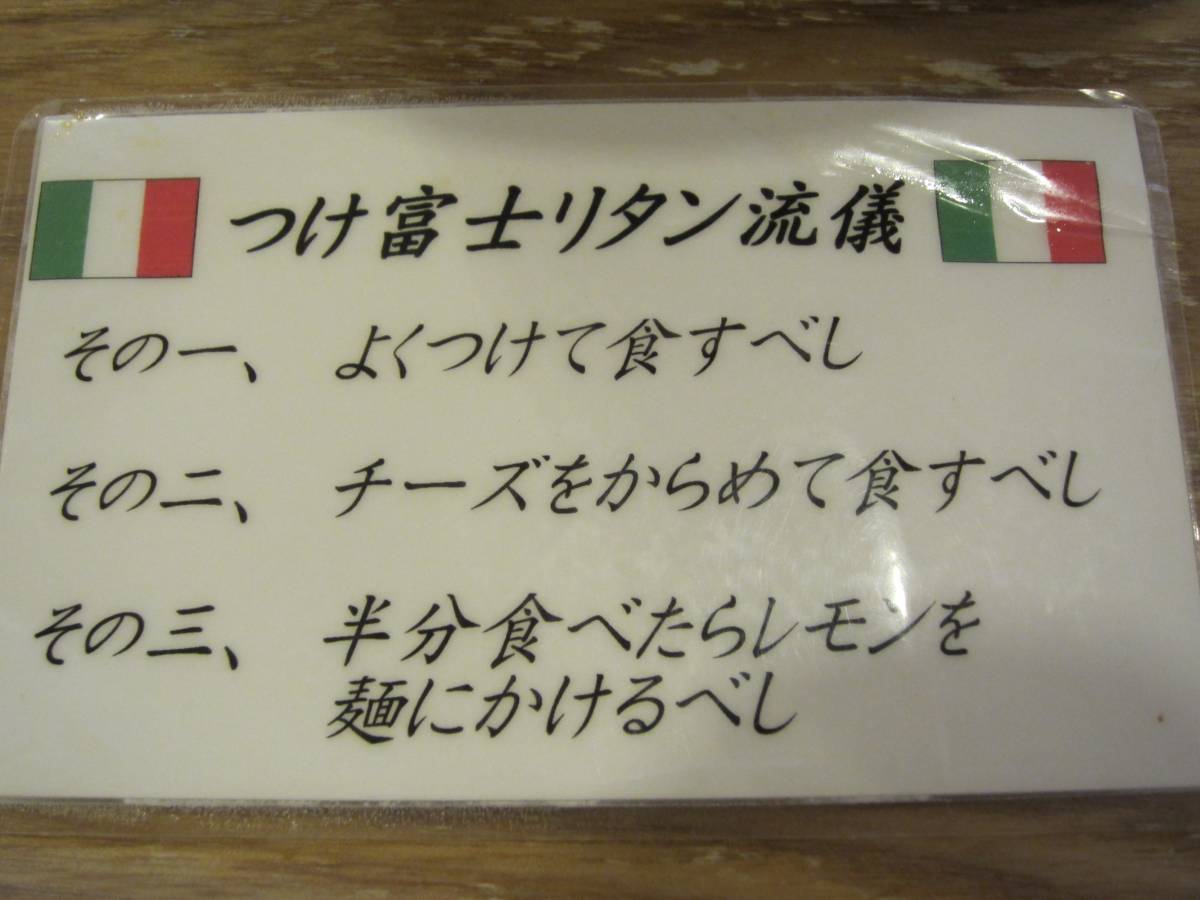 つけ富士リタン流儀
その一、 よくつけて食すべし
その二、 チーズをからめて食すべし
その三、 半分食べたらレモンを
麺にかけるべし